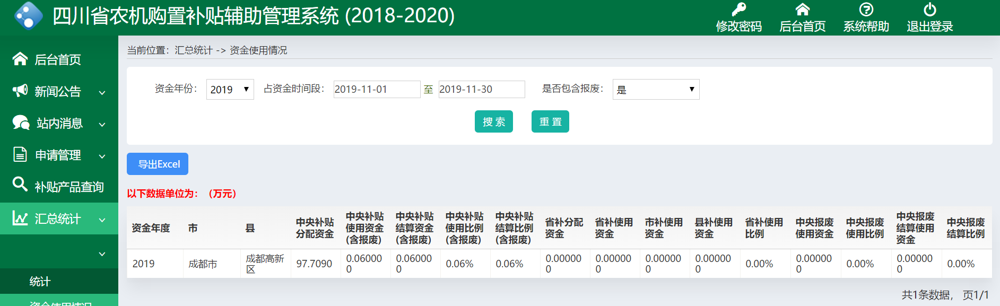 四川省农机购置补贴辅助管理系统 (2018-2020)
修改密码 后台首页 系统帮助 退出登录
后台首页
新闻公告
站内消息
申请管理
补贴产品查询
汇总统计
统计
资金使用情况
当前位置：汇总统计 -> 资金使用情况
资金年份： 2019 占资金时间段： 2019-11-01 至 2019-11-30 是否包含报废： 是
搜 索 重 置
导出Excel
以下数据单位为：（万元）
资金年度 市 县 中央补贴分配资金 中央补贴使用资金(含报废) 中央补贴结算资金(含报废) 中央补贴使用比例(含报废) 中央补贴结算比例(含报废) 省补分配资金 省补使用资金 市补使用资金 县补使用资金 省补使用比例 中央报废使用资金 中央报废使用比例 中央报废结算使用资金 中央报废结算比例
2019 成都市 成都高新区 97.7090 0.060000 0.060000 0.06% 0.06% 0.000000 0.000000 0.000000 0.000000 0.00% 0.000000 0.00% 0.000000 0.00%
共1条数据， 页1/1